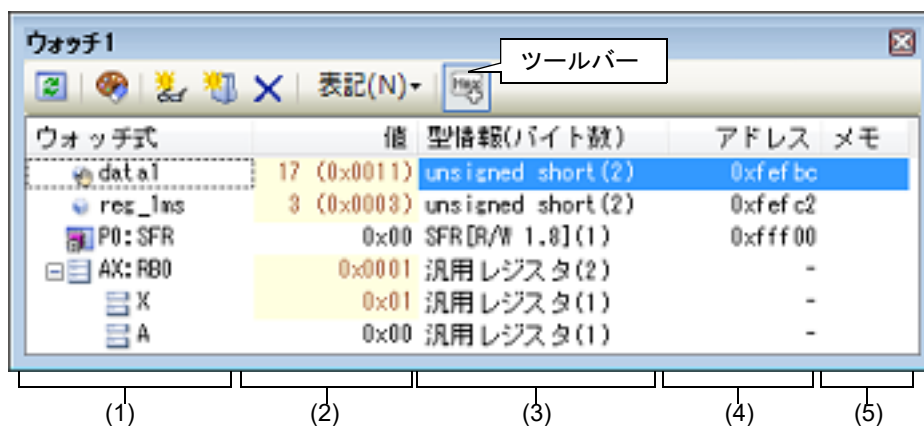 ウォッチ1
ツールバー
表記(N)
Hex
ウォッチ式 値 型情報(バイト数) アドレス メモ
data1 17 (0x0011) unsigned short(2) 0xfefbc
reg_1ms 3 (0x0003) unsigned short(2) 0xfefc2
P0:SFR 0x00 SFR[R/W 1.8](1) 0xfff00
AX:RB0 0x0001 汎用レジスタ(2) -
X 0x01 汎用レジスタ(1) -
A 0x00 汎用レジスタ(1) -
(1) (2) (3) (4) (5)